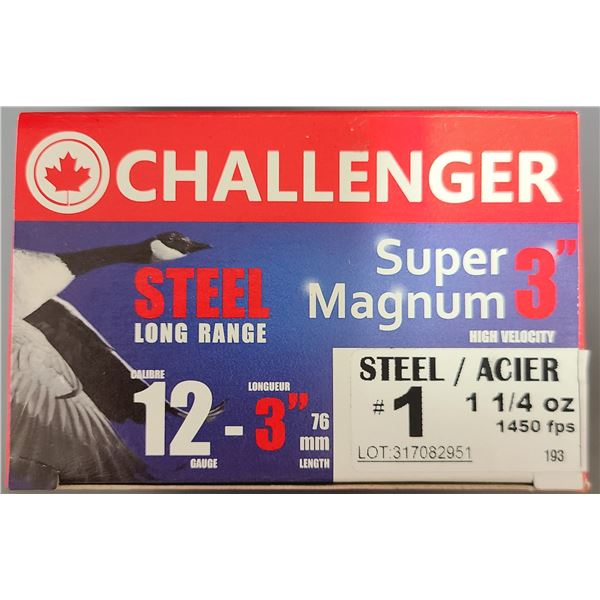 CHALLENGER
STEEL
LONG RANGE
Super
Magnum 3”
HIGH VELOCITY
CALIBRE
12
GAUGE
-
LONGUEUR
3”
76
mm
LENGTH
STEEL / ACIER
# 1
1 1/4 oz
1450 fps
LOT:317082951
193